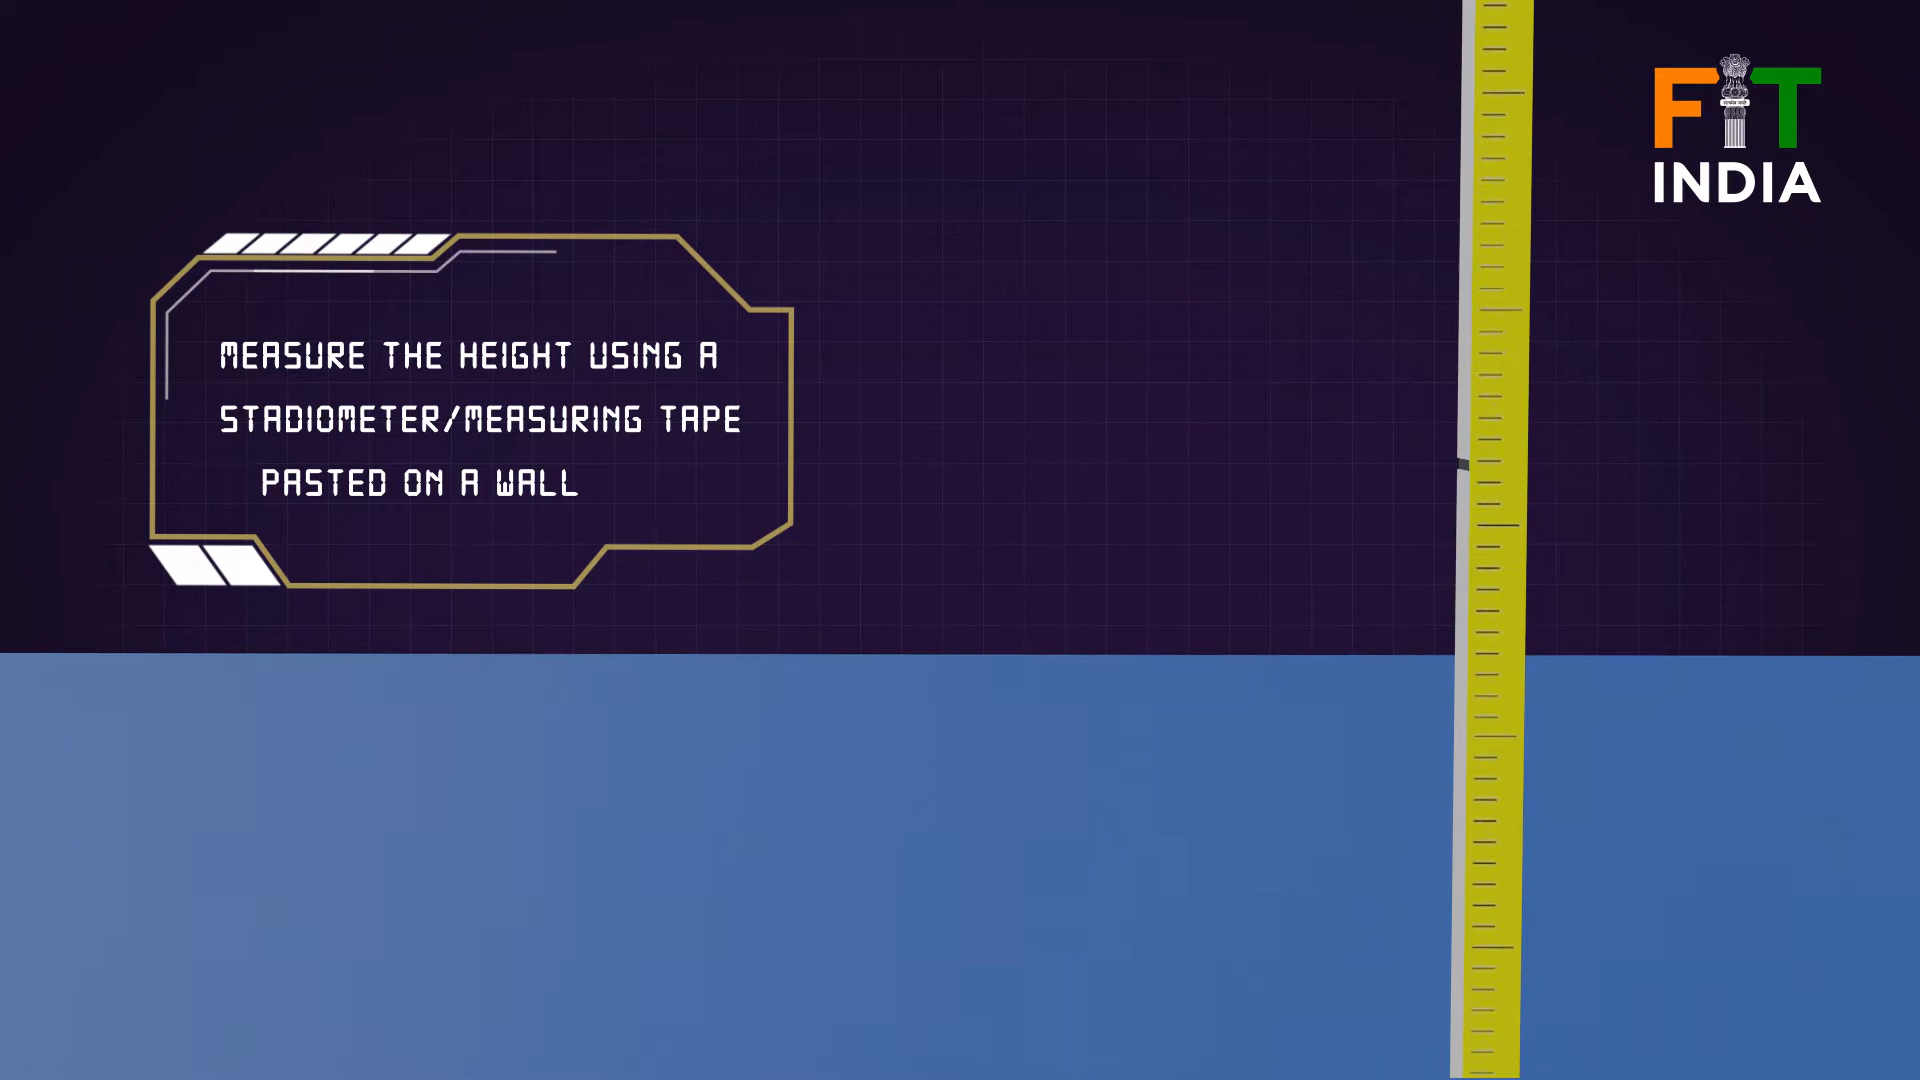 FIT
INDIA
MEASURE THE HEIGHT USING A
STADIOMETER/MEASURING TAPE
PASTED ON A WALL